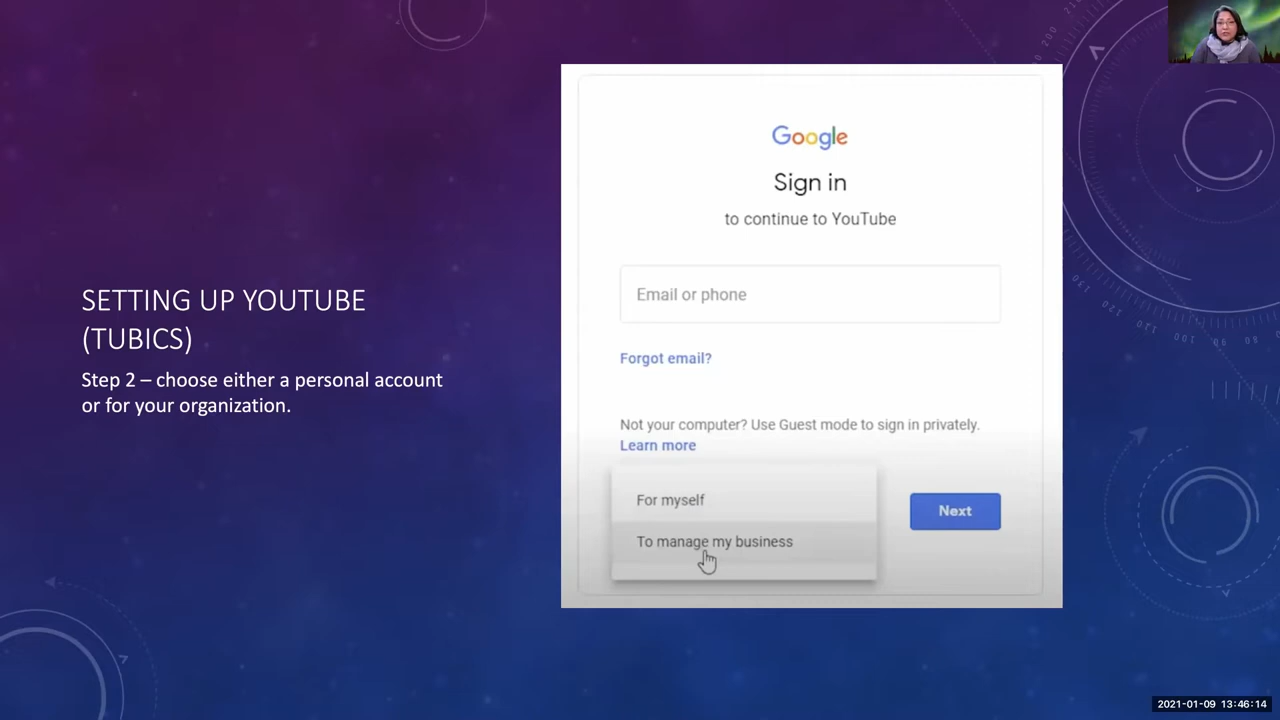 SETTING UP YOUTUBE
(TUBICS)
Step 2 – choose either a personal account
or for your organization.
Google
Sign in
to continue to YouTube
Email or phone
Forgot email?
Not your computer? Use Guest mode to sign in privately.
Learn more
For myself
To manage my business
Next
2021-01-09 13:46:14